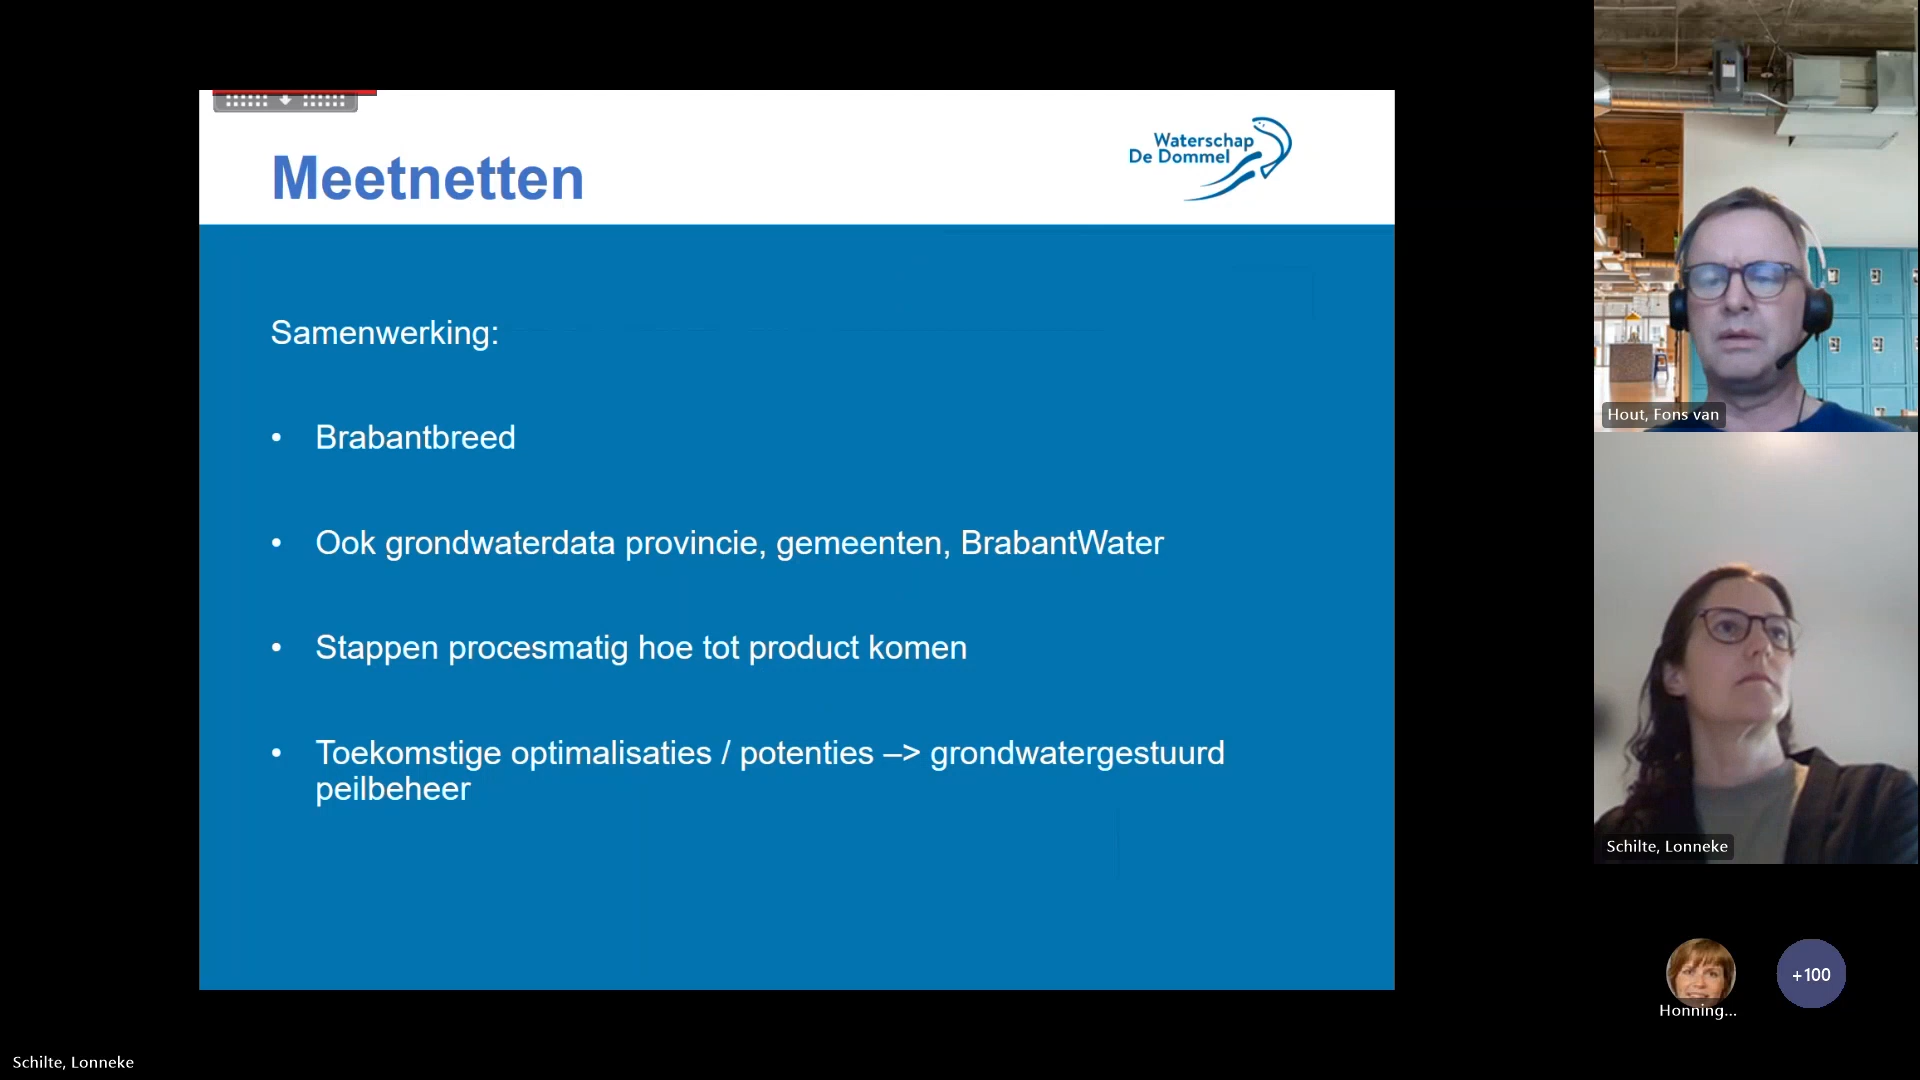 Waterschap
De Dommel
Meetnetten
Samenwerking:
• Brabantbreed
• Ook grondwaterdata provincie, gemeenten, BrabantWater
• Stappen procesmatig hoe tot product komen
• Toekomstige optimalisaties / potenties –> grondwatergestuurd
peilbeheer
Hout, Fons van
Schilte, Lonneke
+100
Honning...
Schilte, Lonneke